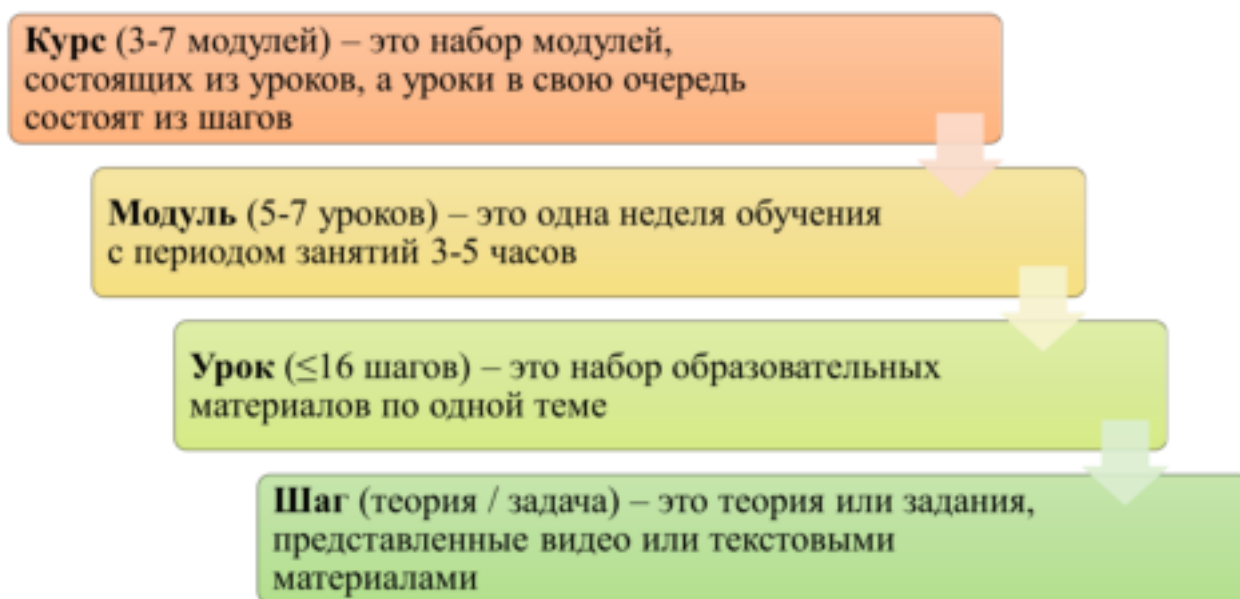 Курс (3-7 модулей) – это набор модулей,
состоящих из уроков, а уроки в свою очередь
состоят из шагов
Модуль (5-7 уроков) – это одна неделя обучения
с периодом занятий 3-5 часов
Урок (≤16 шагов) – это набор образовательных
материалов по одной теме
Шаг (теория / задача) – это теория или задания,
представленные видео или текстовыми
материалами